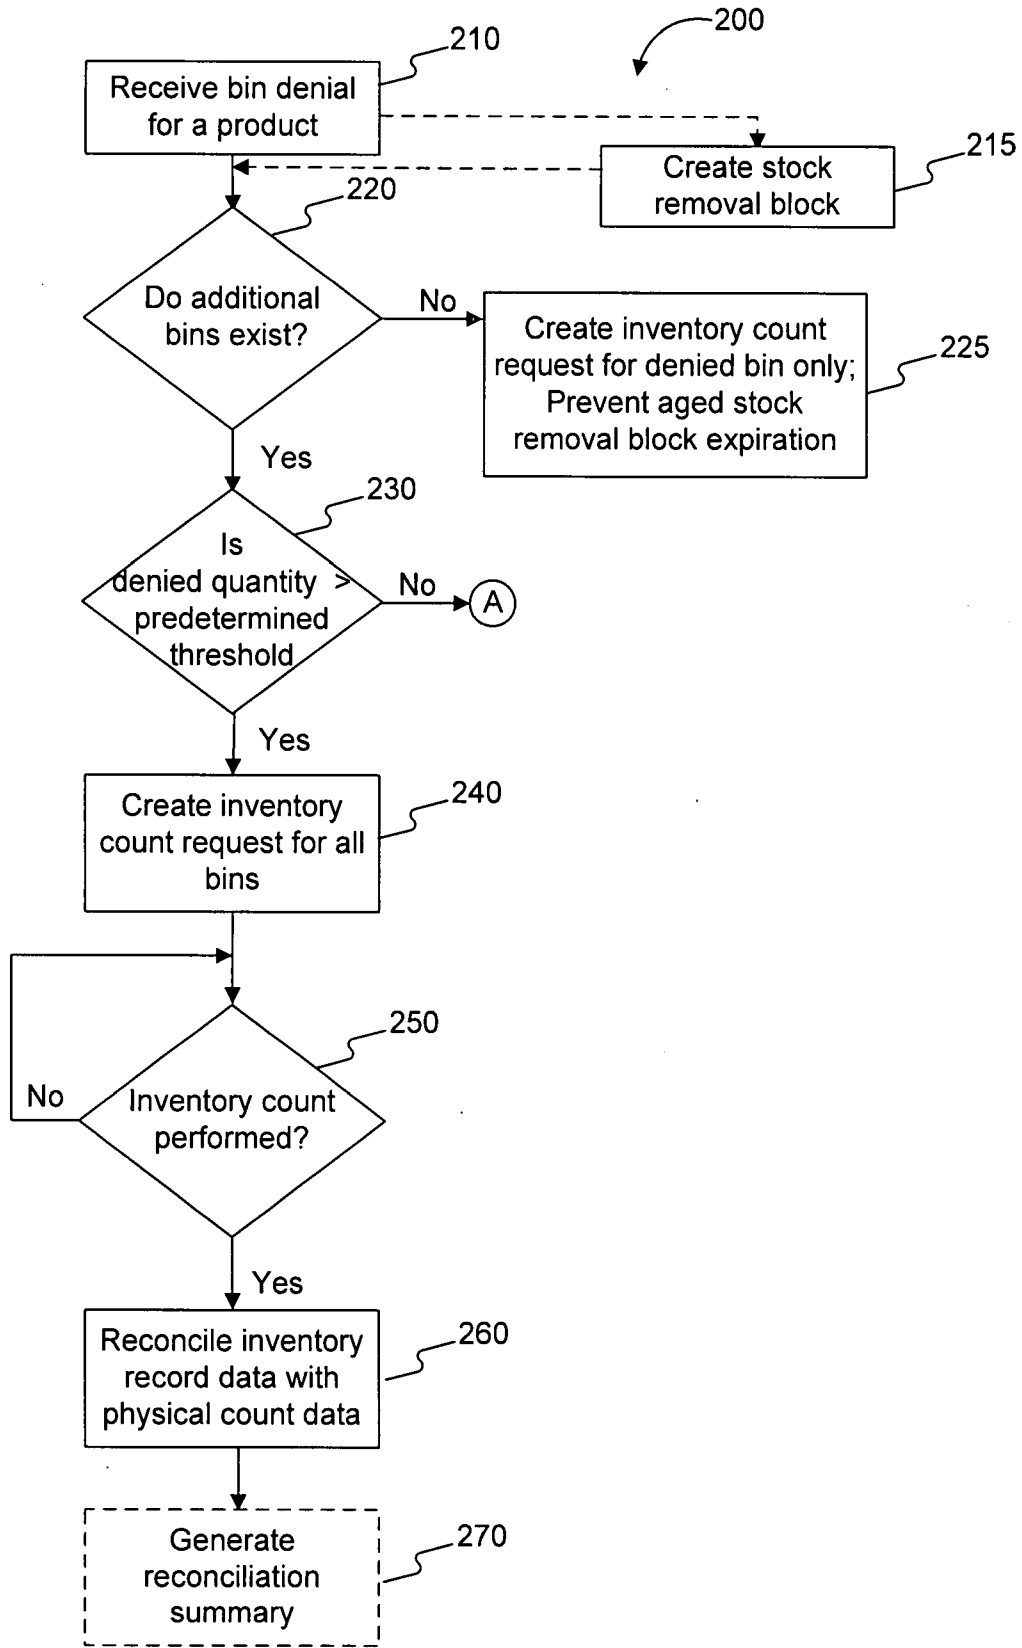 200
210
Receive bin denial
for a product
215
Create stock
removal block
220
Do additional
bins exist?
No
225
Create inventory count
request for denied bin only;
Prevent aged stock
removal block expiration
Yes
230
Is
denied quantity >
predetermined
threshold
No
A
Yes
240
Create inventory
count request for all
bins
250
Inventory count
performed?
No
Yes
260
Reconcile inventory
record data with
physical count data
270
Generate
reconciliation
summary